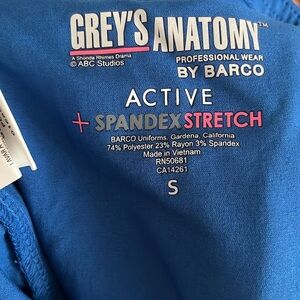 GREY'S ANATOMY™
A Shonda Rhimes Drama
© ABC Studios
PROFESSIONAL WEAR
BY BARCO
ACTIVE
+ SPANDEX STRETCH
BARCO Uniforms, Gardena, California
74% Polyester 23% Rayon 3% Spandex
Made in Vietnam
RN50681
CA14261
S